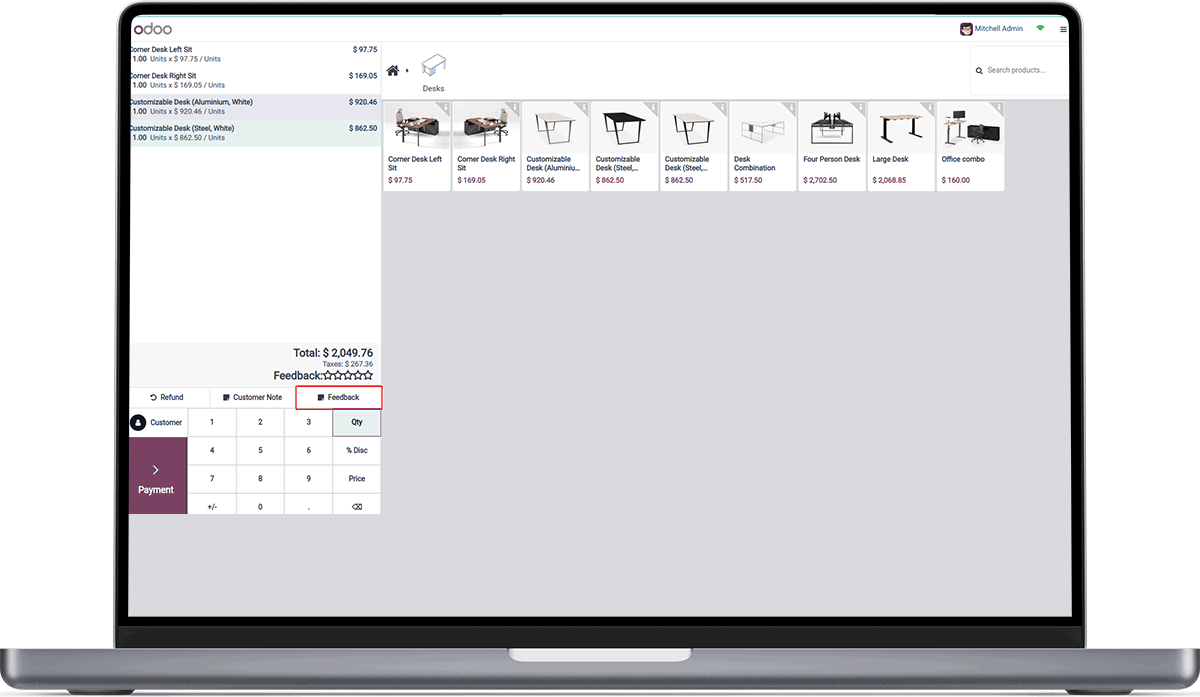 odoo
Mitchell Admin
Corner Desk Left Sit $ 97.75
1.00 Units x $ 97.75 / Units
Corner Desk Right Sit $ 169.05
1.00 Units x $ 169.05 / Units
Customizable Desk (Aluminium, White) $ 920.46
1.00 Units x $ 920.46 / Units
Customizable Desk (Steel, White) $ 862.50
1.00 Units x $ 862.50 / Units
Total: $ 2,049.76
Taxes: $ 267.36
Feedback:
Refund Customer Note Feedback
Customer 1 2 3 Qty
4 5 6 % Disc
7 8 9 Price
+/- 0 .
Payment
Desks
Search products...
Corner Desk Left
Sit
$ 97.75
Corner Desk Right
Sit
$ 169.05
Customizable
Desk (Aluminiu...
$ 920.46
Customizable
Desk (Steel,...
$ 862.50
Customizable
Desk (Steel,...
$ 862.50
Desk
Combination
$ 517.50
Four Person Desk
$ 2,702.50
Large Desk
$ 2,068.85
Office combo
$ 160.00